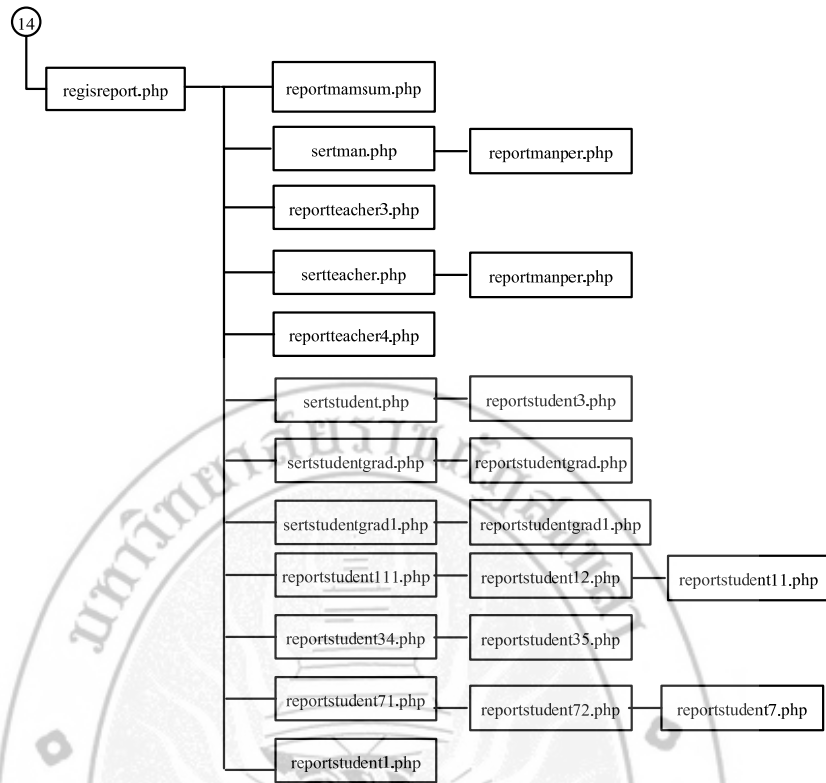 14
regisreport.php
reportmamsum.php
sertman.php
reportmanper.php
reportteacher3.php
sertteacher.php
reportmanper.php
reportteacher4.php
sertstudent.php
reportstudent3.php
sertstudentgrad.php
reportstudentgrad.php
sertstudentgrad1.php
reportstudentgrad1.php
reportstudent111.php
reportstudent12.php
reportstudent11.php
reportstudent34.php
reportstudent35.php
reportstudent71.php
reportstudent72.php
reportstudent7.php
reportstudent1.php